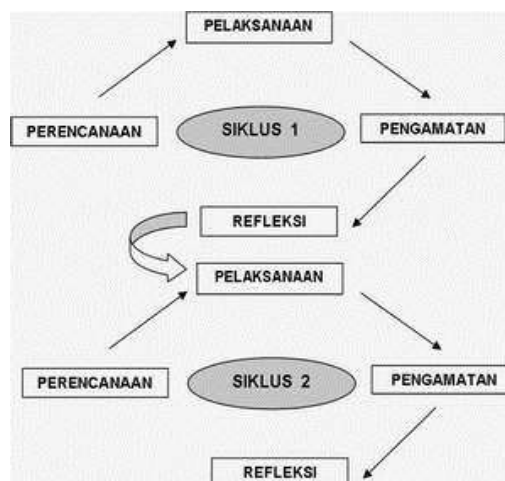 PELAKSANAAN
PERENCANAAN
SIKLUS 1
PENGAMATAN
REFLEKSI
PELAKSANAAN
PERENCANAAN
SIKLUS 2
PENGAMATAN
REFLEKSI